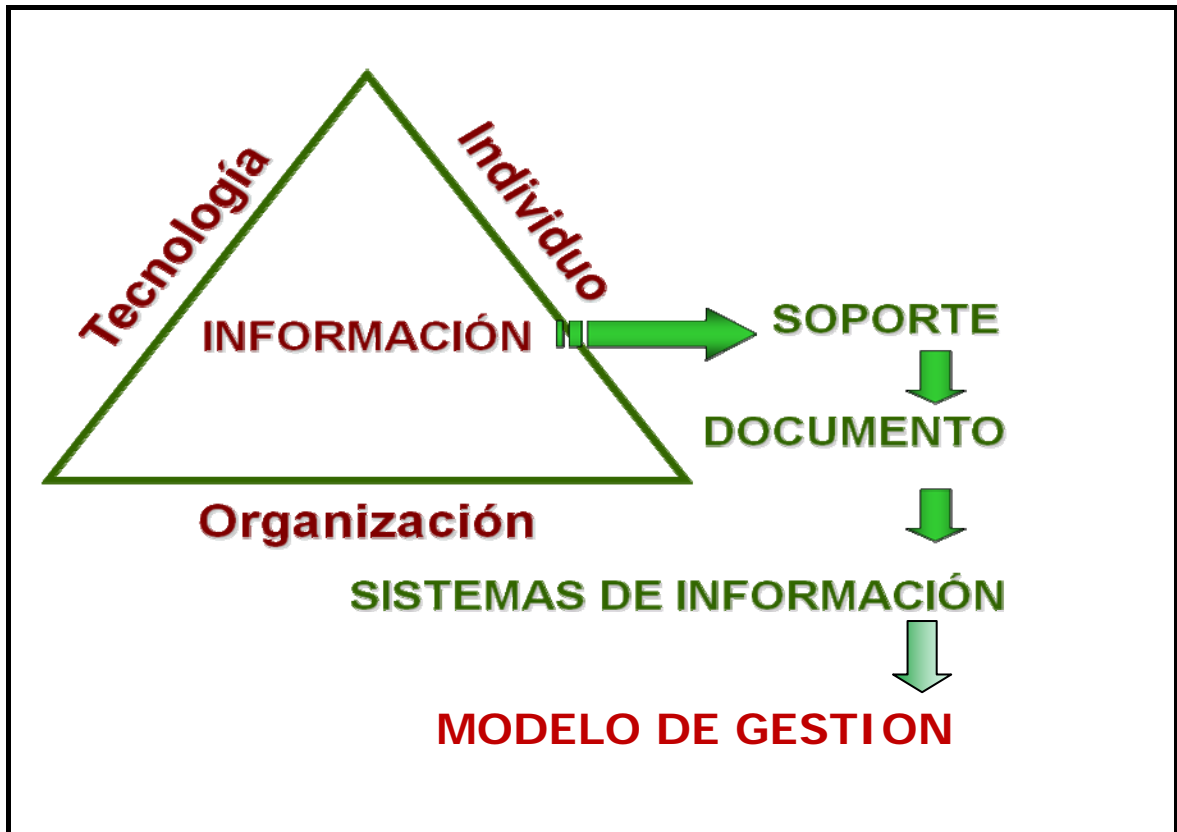 Tecnología
Individuo
INFORMACIÓN
SOPORTE
DOCUMENTO
Organización
SISTEMAS DE INFORMACIÓN
MODELO DE GESTION